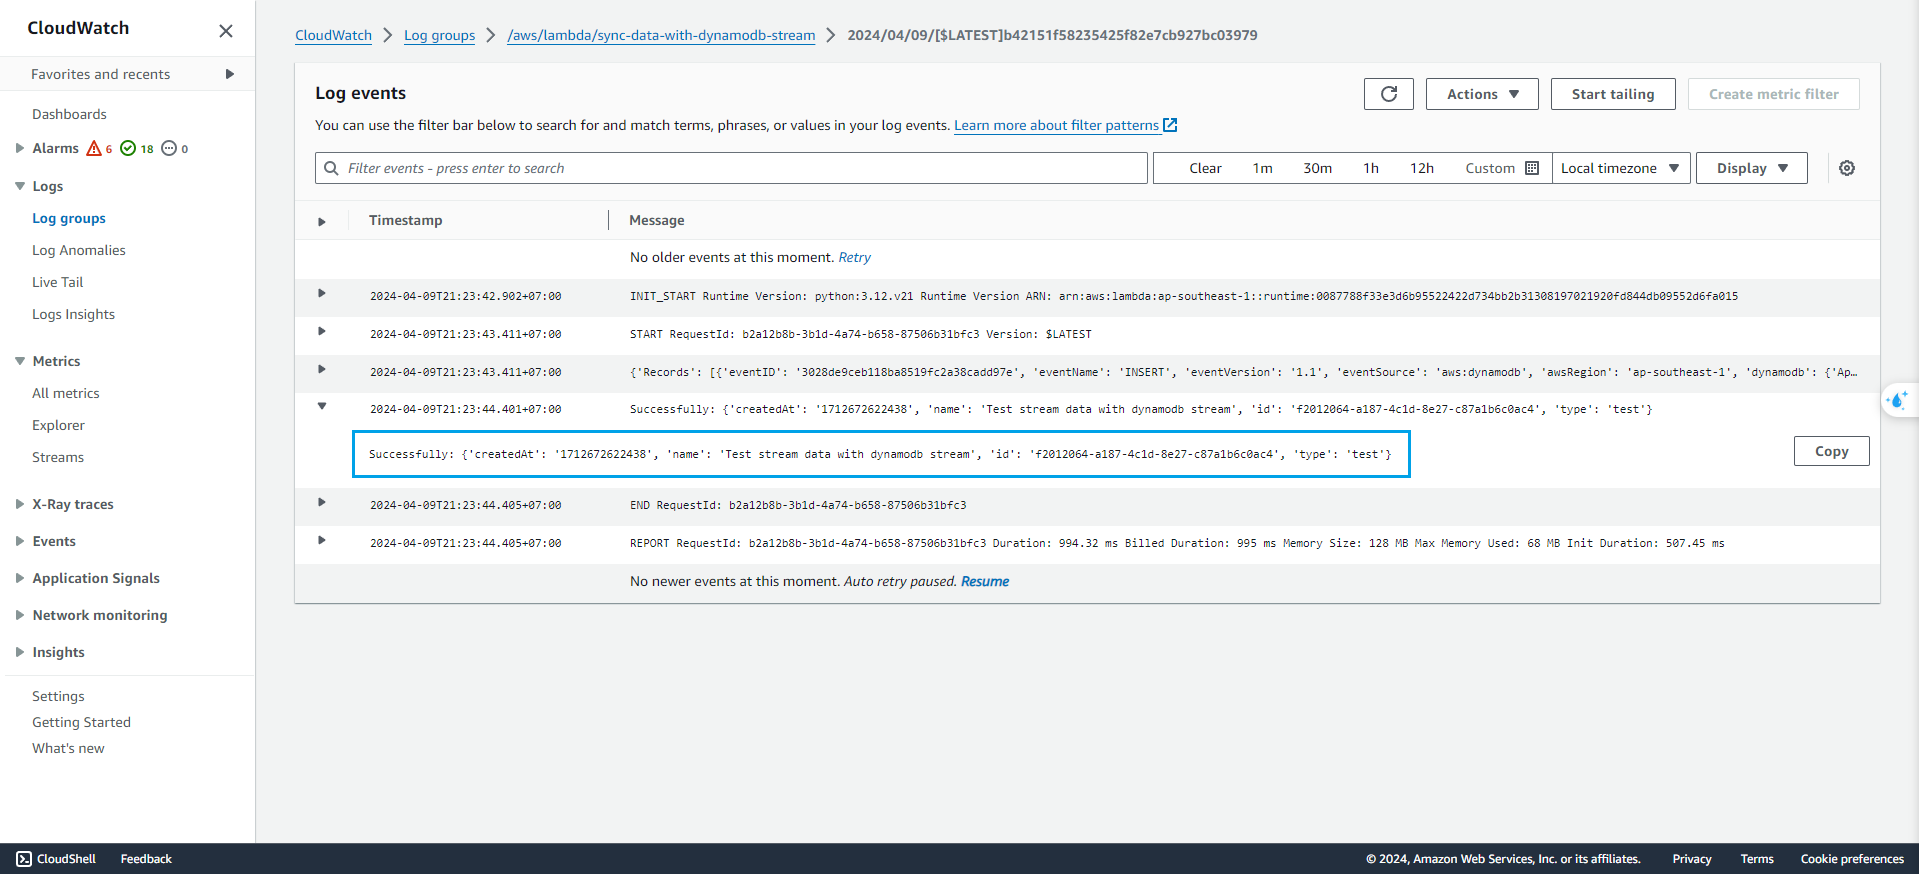 CloudWatch
Favorites and recents
Dashboards
Alarms 6 18 0
Logs
Log groups
Log Anomalies
Live Tail
Logs Insights
Metrics
All metrics
Explorer
Streams
X-Ray traces
Events
Application Signals
Network monitoring
Insights
Settings
Getting Started
What's new
CloudWatch > Log groups > /aws/lambda/sync-data-with-dynamodb-stream > 2024/04/09/[$LATEST]b42151f58235425f82e7cb927bc03979
Log events
Actions
Start tailing
Create metric filter
You can use the filter bar below to search for and match terms, phrases, or values in your log events. Learn more about filter patterns
Filter events - press enter to search
Clear 1m 30m 1h 12h Custom Local timezone
Display
Timestamp Message
No older events at this moment. Retry
2024-04-09T21:23:42.902+07:00 INIT_START Runtime Version: python:3.12.v21 Runtime Version ARN: arn:aws:lambda:ap-southeast-1::runtime:0087788f33e3d6b95522422d734bb2b31308197021920fd844db09552d6fa015
2024-04-09T21:23:43.411+07:00 START RequestId: b2a12b8b-3b1d-4a74-b658-87506b31bfc3 Version: $LATEST
2024-04-09T21:23:43.411+07:00 {'Records': [{'eventID': '3028de9ceb118ba8519fc2a38cadd97e', 'eventName': 'INSERT', 'eventVersion': '1.1', 'eventSource': 'aws:dynamodb', 'awsRegion': 'ap-southeast-1', 'dynamodb': {'Ap…
2024-04-09T21:23:44.401+07:00 Successfully: {'createdAt': '1712672622438', 'name': 'Test stream data with dynamodb stream', 'id': 'f2012064-a187-4c1d-8e27-c87a1b6c0ac4', 'type': 'test'}
Successfully: {'createdAt': '1712672622438', 'name': 'Test stream data with dynamodb stream', 'id': 'f2012064-a187-4c1d-8e27-c87a1b6c0ac4', 'type': 'test'}
Copy
2024-04-09T21:23:44.405+07:00 END RequestId: b2a12b8b-3b1d-4a74-b658-87506b31bfc3
2024-04-09T21:23:44.405+07:00 REPORT RequestId: b2a12b8b-3b1d-4a74-b658-87506b31bfc3 Duration: 994.32 ms Billed Duration: 995 ms Memory Size: 128 MB Max Memory Used: 68 MB Init Duration: 507.45 ms
No newer events at this moment. Auto retry paused. Resume
CloudShell Feedback © 2024, Amazon Web Services, Inc. or its affiliates. Privacy Terms Cookie preferences